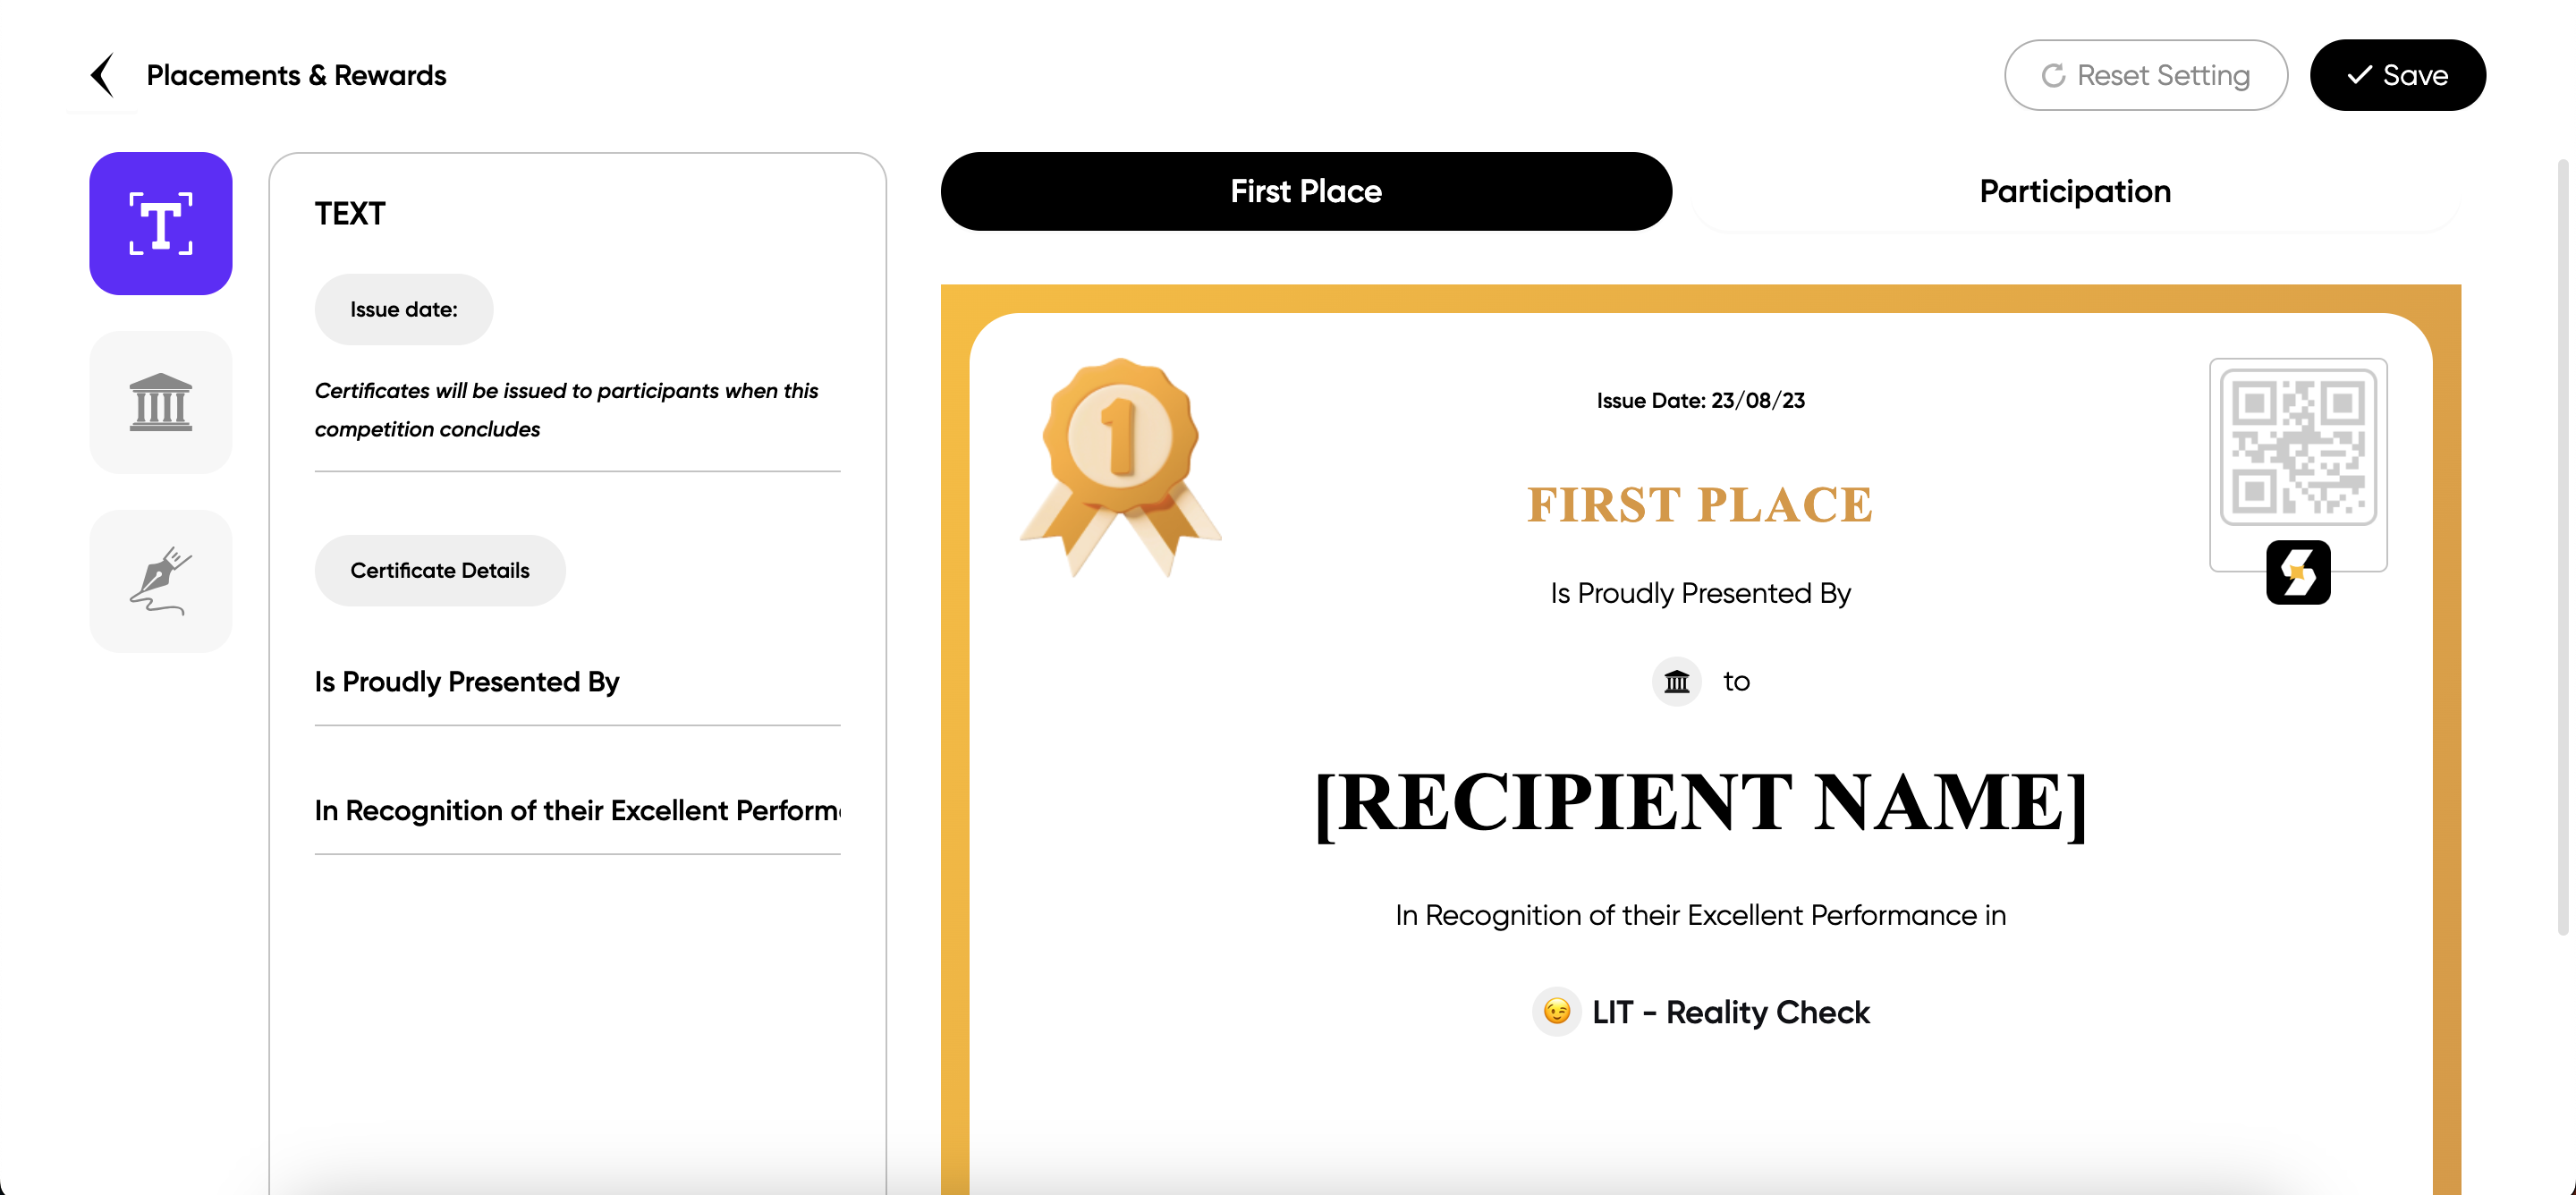 Placements & Rewards
Reset Setting
Save
TEXT
Issue date:
Certificates will be issued to participants when this
competition concludes
Certificate Details
Is Proudly Presented By
In Recognition of their Excellent Perform
First Place
Participation
1
Issue Date: 23/08/23
FIRST PLACE
Is Proudly Presented By
to
[RECIPIENT NAME]
In Recognition of their Excellent Performance in
LIT - Reality Check